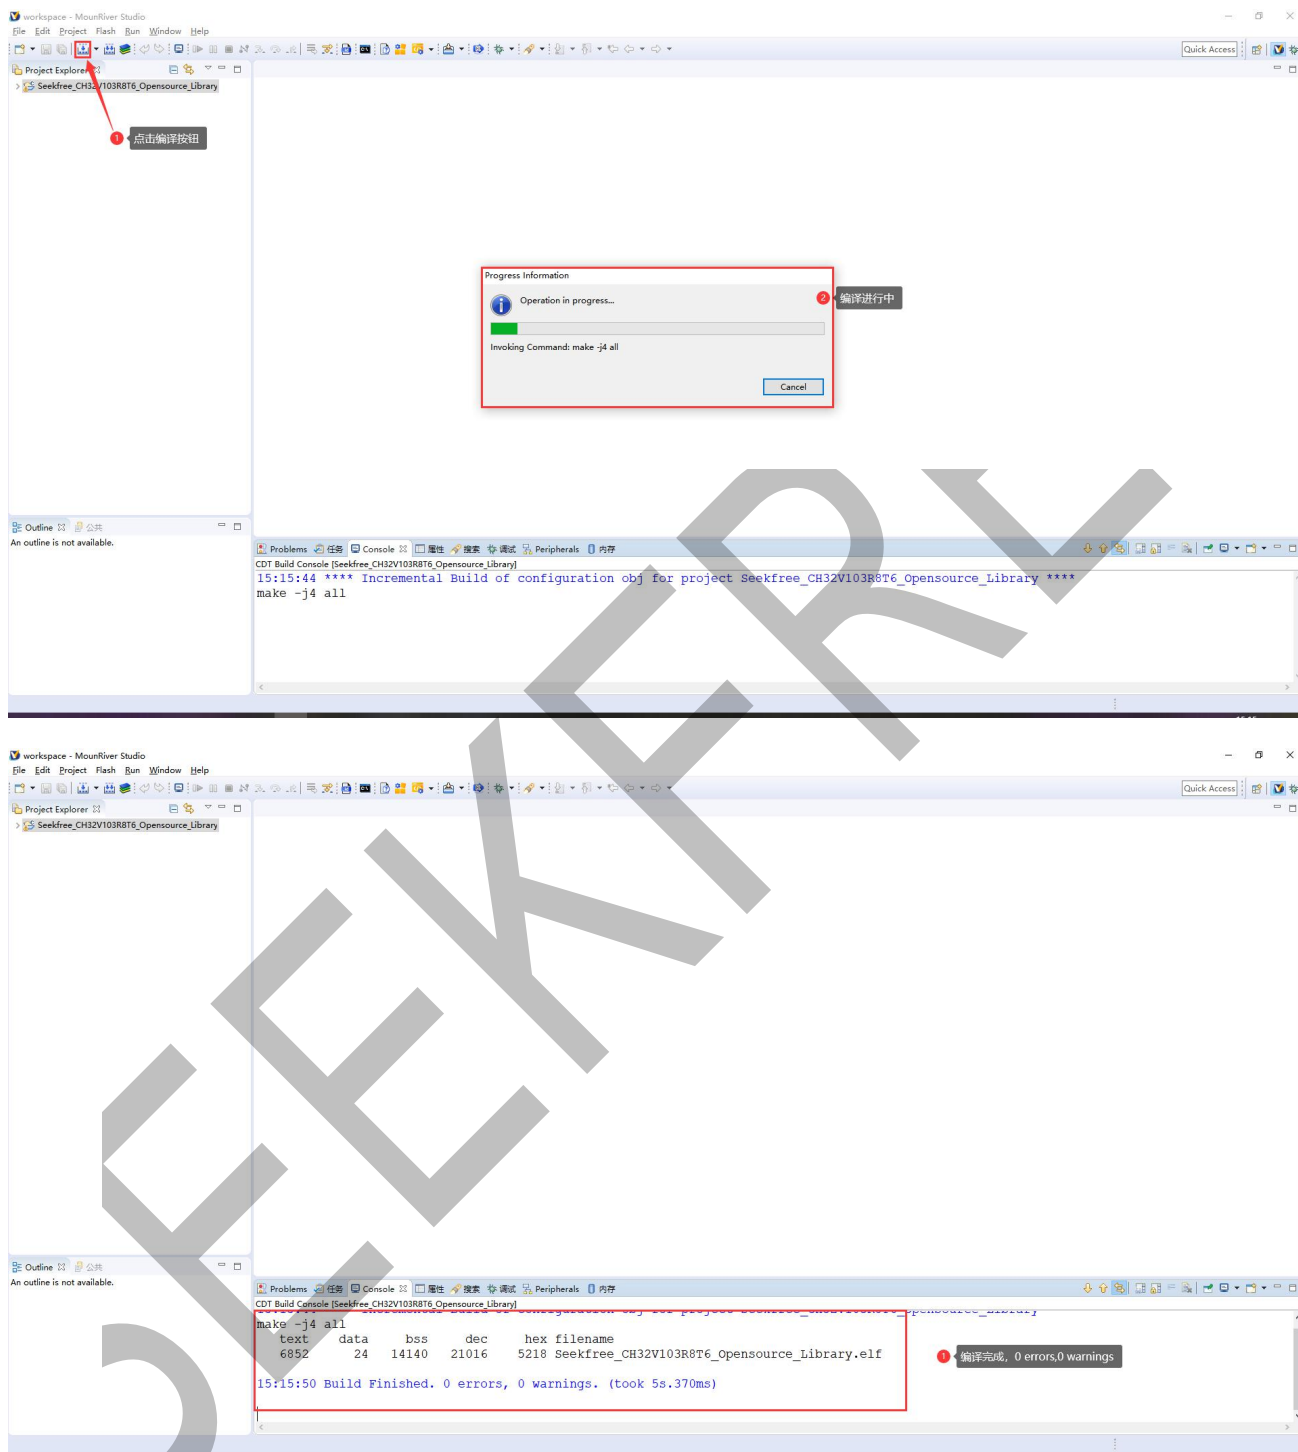 workspace - MounRiver Studio
File Edit Project Flash Run Window Help
Quick Access
Project Explorer
Seekfree_CH32V103R8T6_Opensource_Library
1 点击编译按钮
Progress Information
Operation in progress...
2 编译进行中
Invoking Command: make -j4 all
Cancel
Outline 公共
An outline is not available.
Problems 任务 Console 属性 搜索 调试 Peripherals 内存
CDT Build Console [Seekfree_CH32V103R8T6_Opensource_Library]
15:15:44 **** Incremental Build of configuration obj for project Seekfree_CH32V103R8T6_Opensource_Library ****
make -j4 all
workspace - MounRiver Studio
File Edit Project Flash Run Window Help
Quick Access
Project Explorer
Seekfree_CH32V103R8T6_Opensource_Library
Outline 公共
An outline is not available.
Problems 任务 Console 属性 搜索 调试 Peripherals 内存
CDT Build Console [Seekfree_CH32V103R8T6_Opensource_Library]
make -j4 all
text data bss dec hex filename
6852 24 14140 21016 5218 Seekfree_CH32V103R8T6_Opensource_Library.elf
1 编译完成，0 errors,0 warnings
15:15:50 Build Finished. 0 errors, 0 warnings. (took 5s.370ms)
SEEKFREE